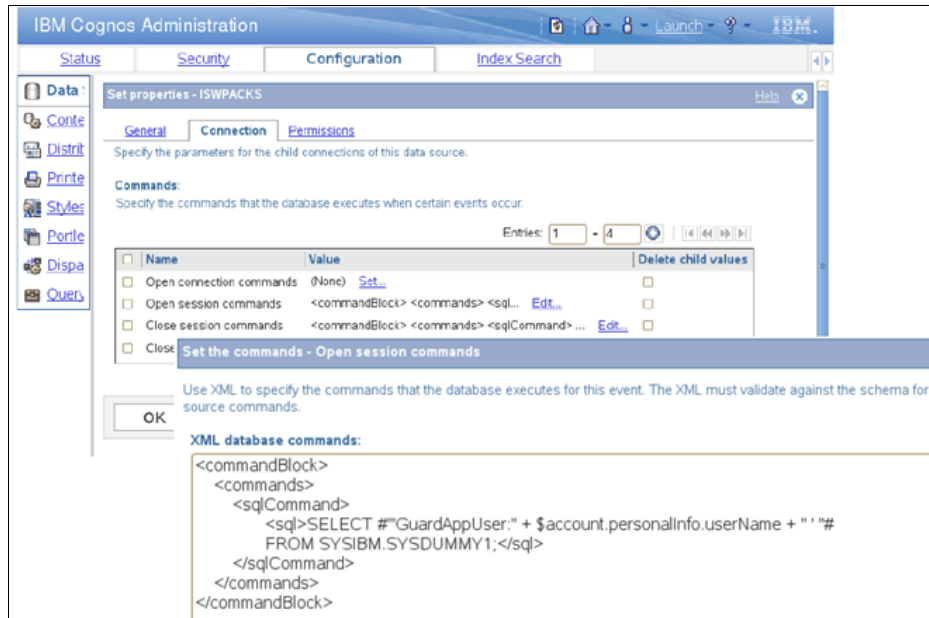 IBM Cognos Administration Launch IBM.
Status Security Configuration Index Search
Data
Set properties - ISWPACKS Help
Conte
General Connection Permissions
Distrib
Specify the parameters for the child connections of this data source.
Printe
Commands:
Styles
Specify the commands that the database executes when certain events occur.
Portle
Entries: 1 - 4
Dispa
Name Value Delete child values
Query
Open connection commands (None) Set...
Open session commands <commandBlock> <commands> <sql... Edit...
Close session commands <commandBlock> <commands> <sqlCommand> ... Edit...
Close
Set the commands - Open session commands
Use XML to specify the commands that the database executes for this event. The XML must validate against the schema for
source commands.
OK
XML database commands:
<commandBlock>
<commands>
<sqlCommand>
<sql>SELECT #"'GuardAppUser:" + $account.personalInfo.userName + " ' "#
FROM SYSIBM.SYSDUMMY1;</sql>
</sqlCommand>
</commands>
</commandBlock>